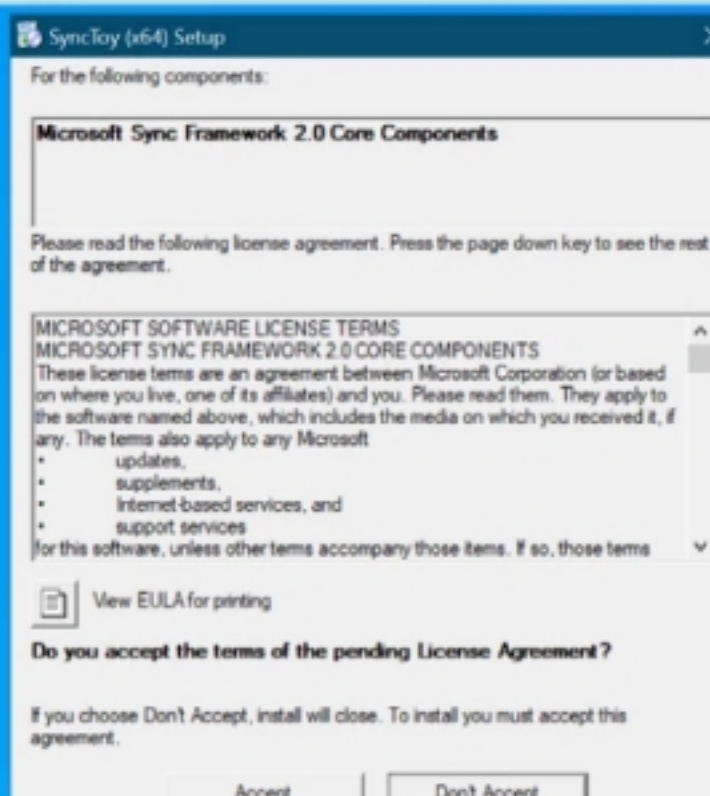 SyncToy (x64) Setup
For the following components:
Microsoft Sync Framework 2.0 Core Components
Please read the following license agreement. Press the page down key to see the rest
of the agreement.
MICROSOFT SOFTWARE LICENSE TERMS
MICROSOFT SYNC FRAMEWORK 2.0 CORE COMPONENTS
These license terms are an agreement between Microsoft Corporation (or based
on where you live, one of its affiliates) and you. Please read them. They apply to
the software named above, which includes the media on which you received it, if
any. The terms also apply to any Microsoft
• updates,
• supplements,
• Internet-based services, and
• support services
for this software, unless other terms accompany those items. If so, those terms
View EULA for printing
Do you accept the terms of the pending License Agreement?
If you choose Don't Accept, install will close. To install you must accept this
agreement.
Accept
Don't Accept